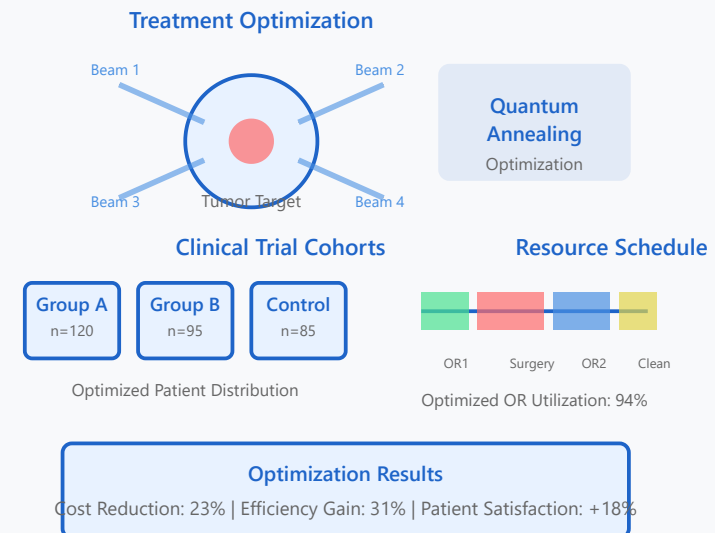 Treatment Optimization
Beam 1
Beam 2
Quantum
Annealing
Optimization
Beam 3
Tumor Target
Beam 4
Clinical Trial Cohorts
Resource Schedule
Group A
n=120
Group B
n=95
Control
n=85
OR1
Surgery
OR2
Clean
Optimized Patient Distribution
Optimized OR Utilization: 94%
Optimization Results
Cost Reduction: 23% | Efficiency Gain: 31% | Patient Satisfaction: +18%